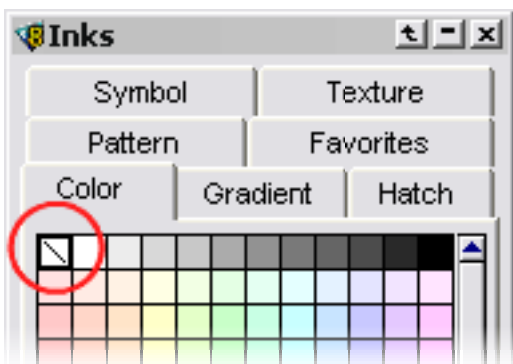 Inks
Symbol Texture
Pattern Favorites
Color Gradient Hatch